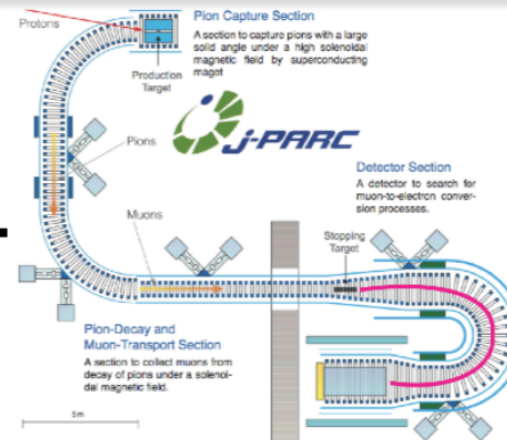 Protons
Pion Capture Section
A section to capture pions with a large
solid angle under a high solenoidal
magnetic field by superconducting
maget
Production
Target
J-PARC
Pions
Detector Section
A detector to search for
muon-to-electron conver-
sion processes.
Muons
Stopping
Target
Pion-Decay and
Muon-Transport Section
A section to collect muons from
decay of pions under a solenoi-
dal magnetic field.
5m